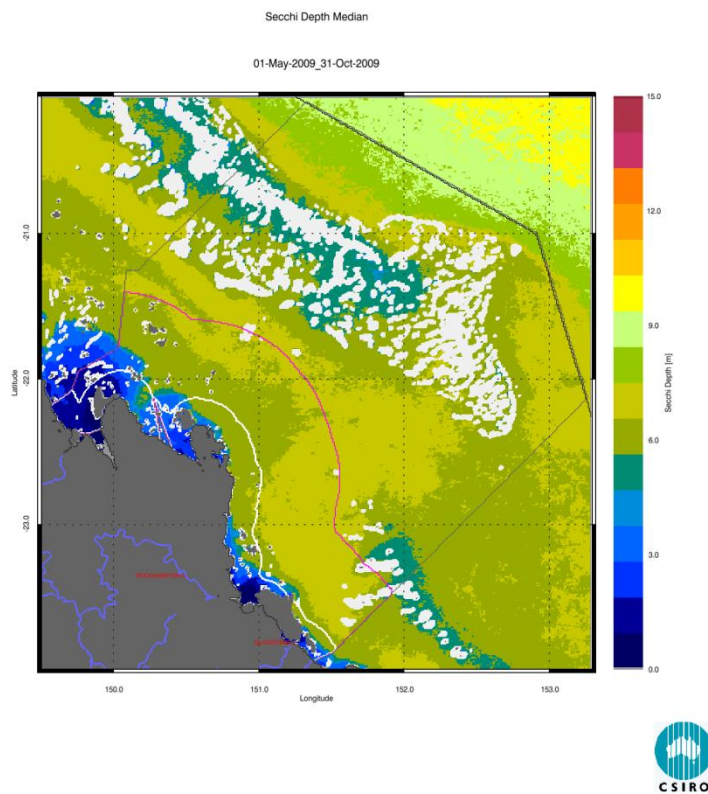 Secchi Depth Median
01-May-2009_31-Oct-2009
15.0
12.0
9.0
6.0
3.0
0.0
Secchi Depth [m]
-21.0
-22.0
-23.0
Latitude
150.0
151.0
152.0
153.0
Longitude
CSIRO